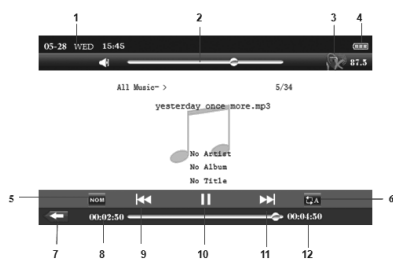 1 2 3 4
05-28 WED 15:45
87.5
All Music- > 5/34
yesterday once more.mp3
No Artist
No Album
No Title
5 NOM A 6
00:02:50 00:04:50
7 8 9 10 11 12